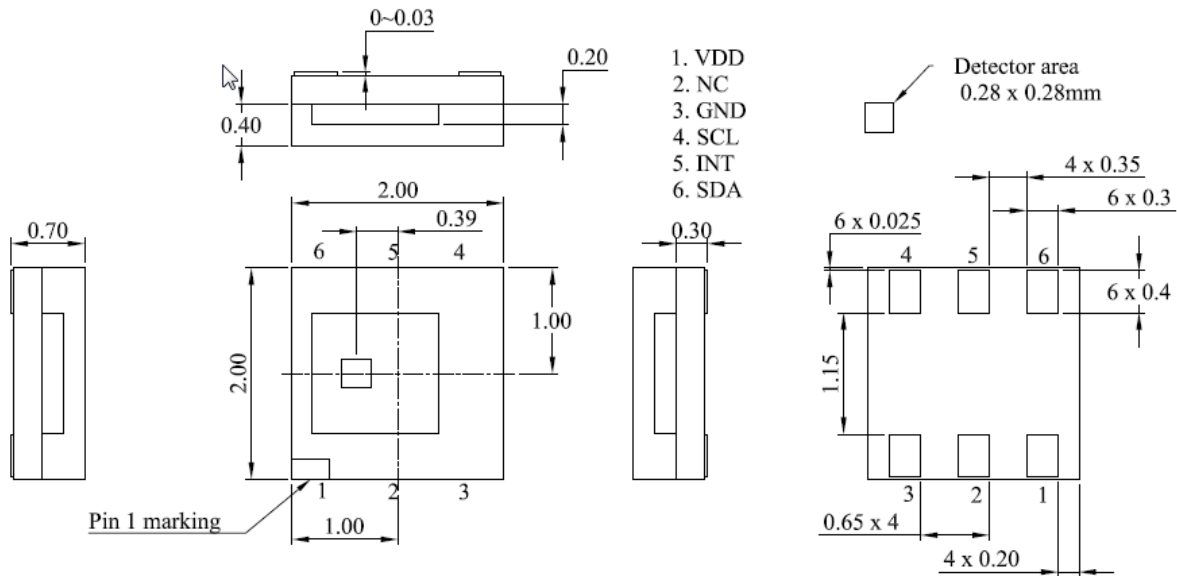 0~0.03
0.20
0.40
1. VDD
2. NC
3. GND
4. SCL
5. INT
6. SDA
Detector area
0.28 x 0.28mm
2.00
0.39
6
5
4
0.70
2.00
1.00
1
2
3
Pin 1 marking
1.00
0.30
4 x 0.35
6 x 0.3
6 x 0.025
4
5
6
6 x 0.4
1.15
3
2
1
0.65 x 4
4 x 0.20